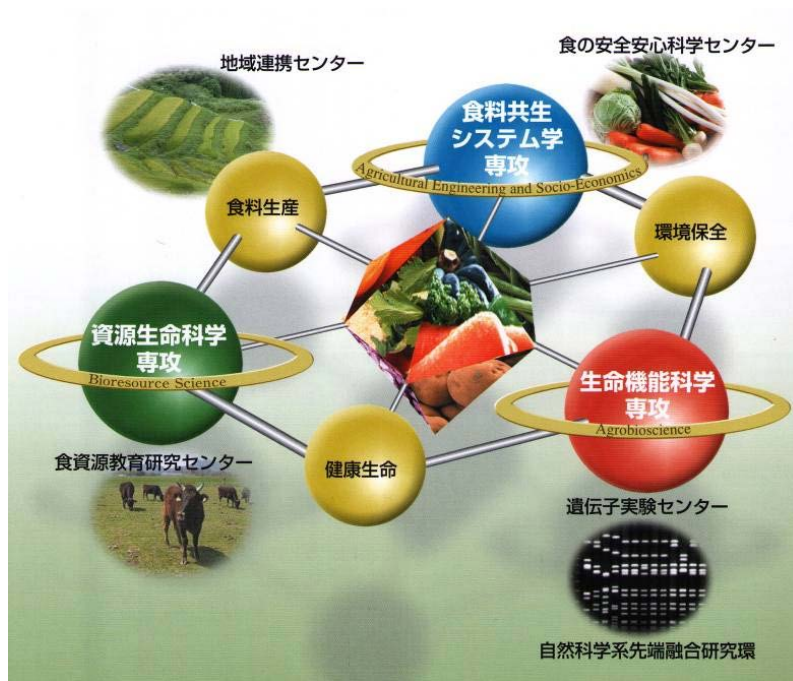 地域連携センター
食の安全安心科学センター
食料共生
システム学
専攻
Agricultural Engineering and Socio-Economics
食料生産
環境保全
資源生命科学
専攻
Bioresource Science
生命機能科学
専攻
Agrobioscience
健康生命
食資源教育研究センター
遺伝子実験センター
自然科学系先端融合研究環